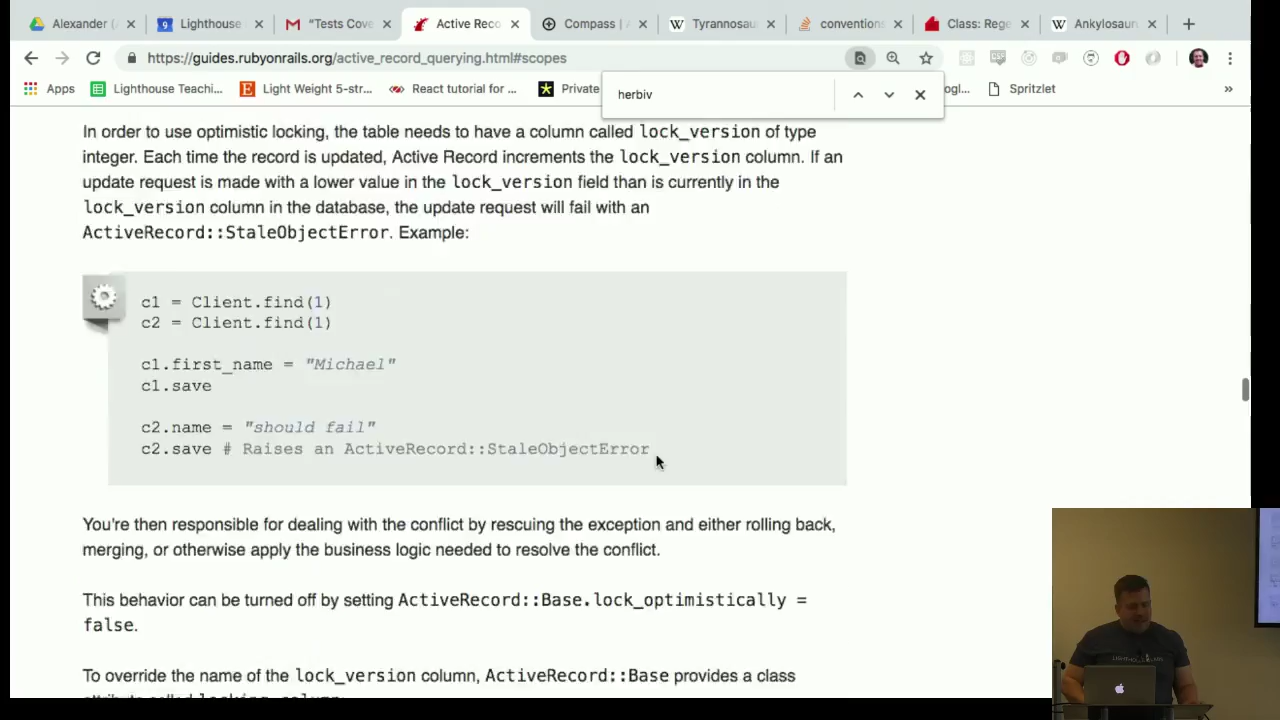 Alexander (
Lighthouse
"Tests Cove
Active Reco
Compass |
Tyrannosau
convention
Class: Rege
Ankylosaur
https://guides.rubyonrails.org/active_record_querying.html#scopes
Apps
Lighthouse Teachi...
Light Weight 5-str...
React tutorial for ...
Private
ogl...
Spritzlet
»
herbiv
In order to use optimistic locking, the table needs to have a column called lock_version of type
integer. Each time the record is updated, Active Record increments the lock_version column. If an
update request is made with a lower value in the lock_version field than is currently in the
lock_version column in the database, the update request will fail with an
ActiveRecord::StaleObjectError. Example:
c1 = Client.find(1)
c2 = Client.find(1)
c1.first_name = "Michael"
c1.save
c2.name = "should fail"
c2.save # Raises an ActiveRecord::StaleObjectError
You're then responsible for dealing with the conflict by rescuing the exception and either rolling back,
merging, or otherwise apply the business logic needed to resolve the conflict.
This behavior can be turned off by setting ActiveRecord::Base.lock_optimistically =
false.
To override the name of the lock_version column, ActiveRecord::Base provides a class
attribute called locking_column: